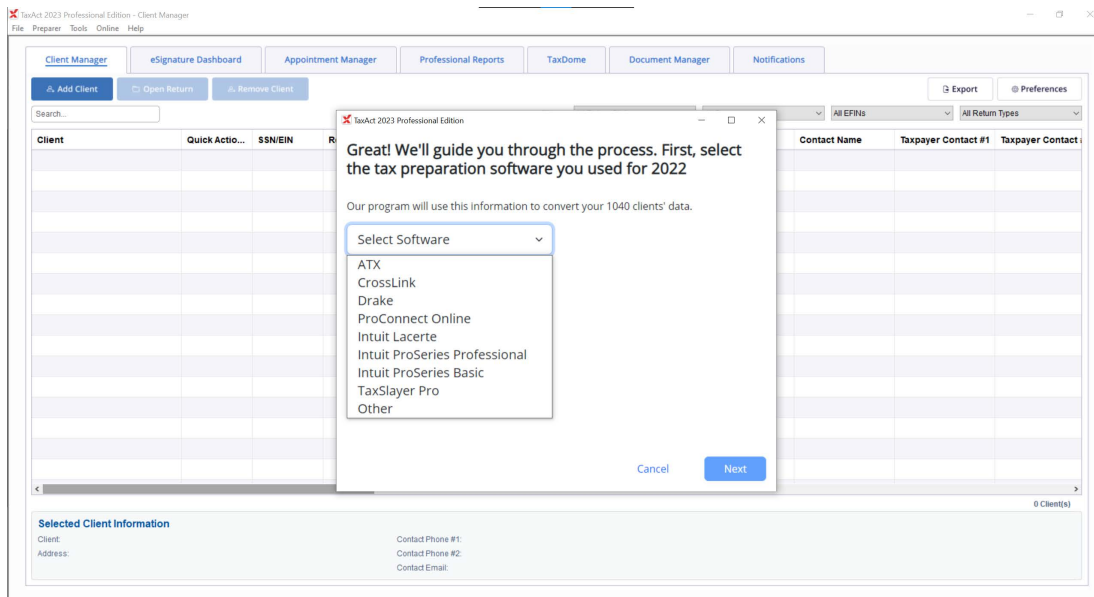 TaxAct 2023 Professional Edition - Client Manager
File Preparer Tools Online Help
Client Manager eSignature Dashboard Appointment Manager Professional Reports TaxDome Document Manager Notifications
Add Client Open Return Remove Client Export Preferences
Search... All EFINs All Return Types
TaxAct 2023 Professional Edition
Client Quick Actio... SSN/EIN Contact Name Taxpayer Contact #1 Taxpayer Contact
Great! We'll guide you through the process. First, select
the tax preparation software you used for 2022
Our program will use this information to convert your 1040 clients' data.
Select Software
ATX
CrossLink
Drake
ProConnect Online
Intuit Lacerte
Intuit ProSeries Professional
Intuit ProSeries Basic
TaxSlayer Pro
Other
Cancel Next
0 Client(s)
Selected Client Information
Client:
Address:
Contact Phone #1:
Contact Phone #2:
Contact Email: